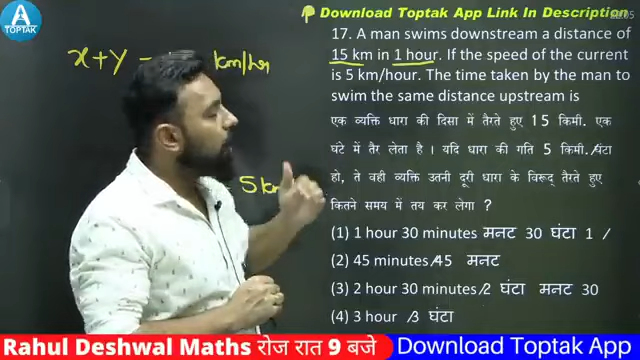 A
TOPTAK
Download Toptak App Link In Description
x+y = km/hr
5 km
17. A man swims downstream a distance of
15 km in 1 hour. If the speed of the current
is 5 km/hour. The time taken by the man to
swim the same distance upstream is
एक व्यक्ति धारा की दिसा में तैरते हुए 15 किमी. एक
घंटे में तैर लेता है । यदि धारा की गति 5 किमी./घंटा
हो, ते वही व्यक्ति उतनी दूरी धारा के विरूद् तैरते हुए
कितने समय में तय कर लेगा ?
(1) 1 hour 30 minutes मनट 30 घंटा 1 /
(2) 45 minutes/45 मनट
(3) 2 hour 30 minutes/2 घंटा मनट 30
(4) 3 hour /3 घंटा
Rahul Deshwal Maths रोज रात 9 बजे
Download Toptap App